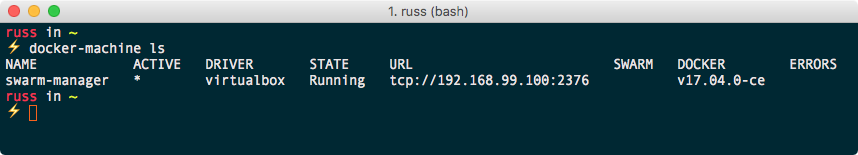 1. russ (bash)
russ in ~
⚡ docker-machine ls
NAME ACTIVE DRIVER STATE URL SWARM DOCKER ERRORS
swarm-manager * virtualbox Running tcp://192.168.99.100:2376 v17.04.0-ce
russ in ~
⚡